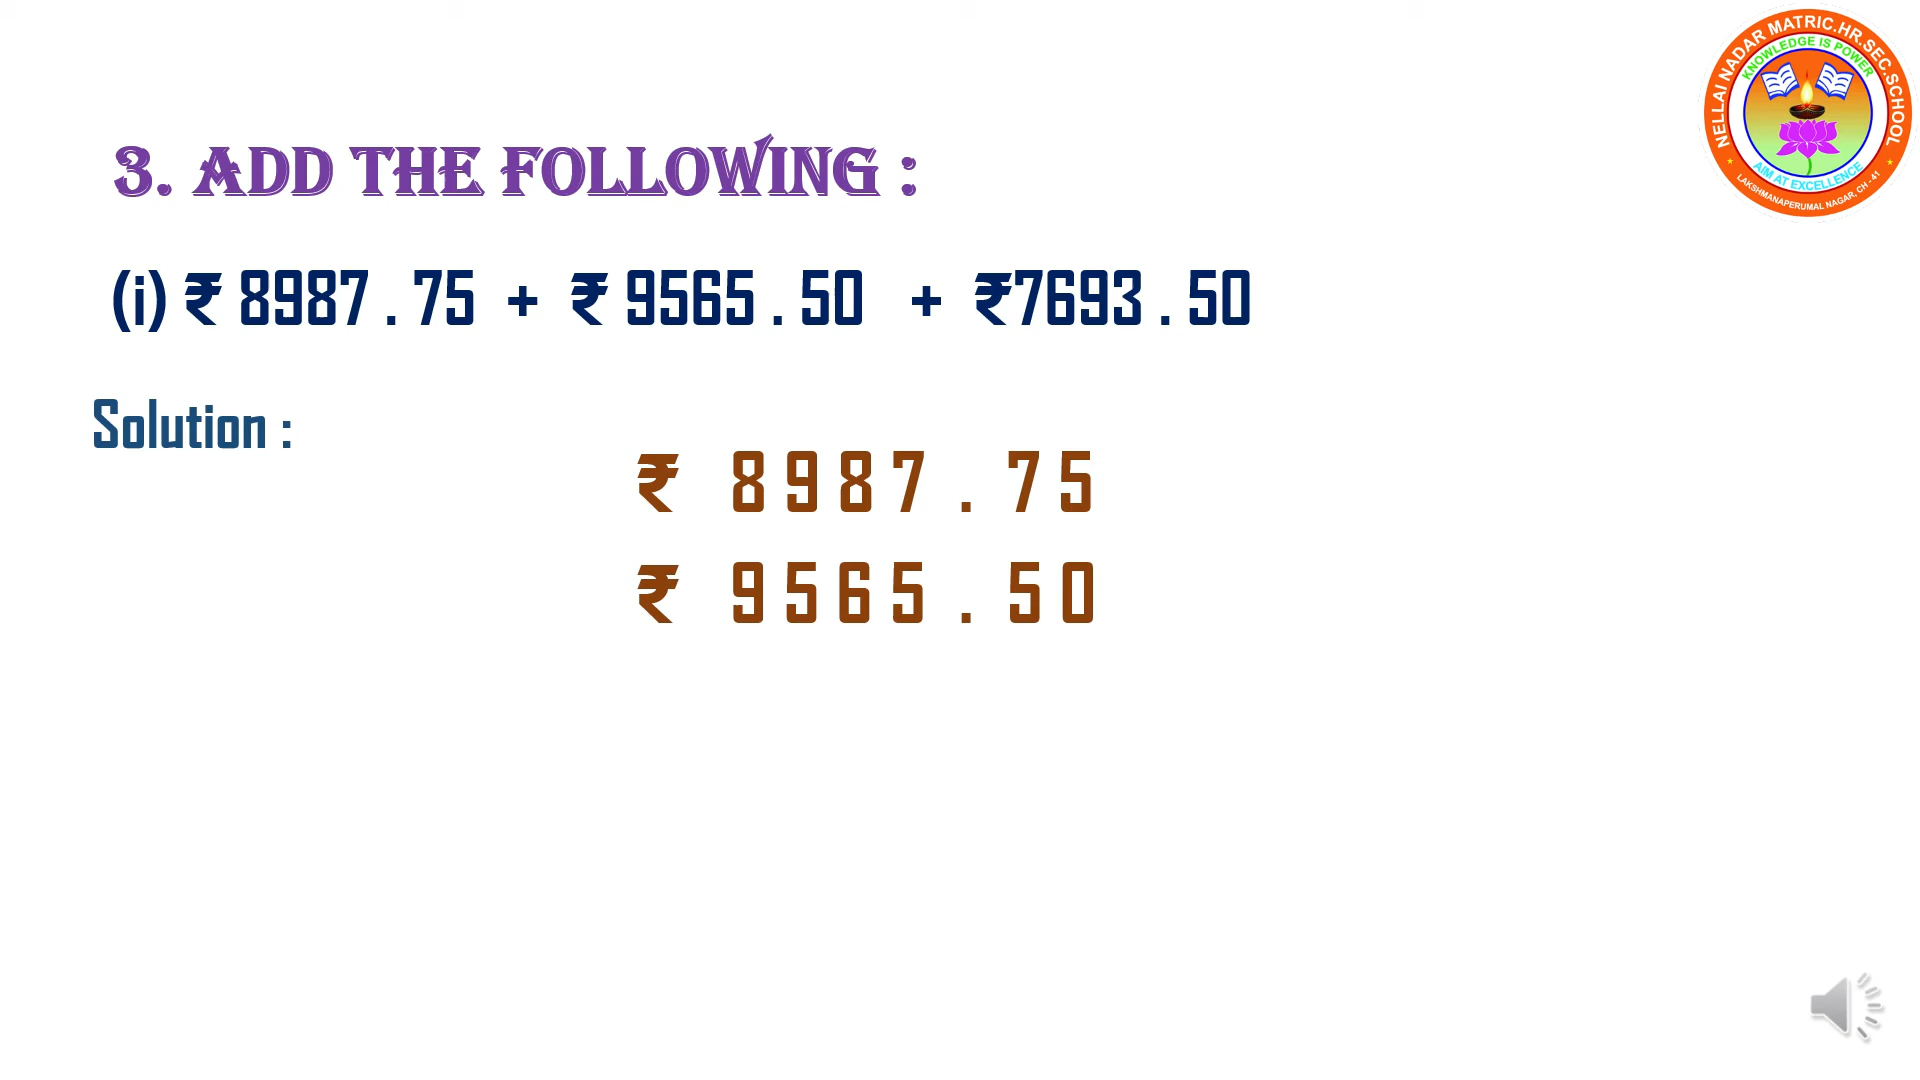 NELLAI NADAR MATRIC.HR.SEC.SCHOOL
KNOWLEDGE IS POWER
AIM AT EXCELLENCE
LAKSHMANAPERUMAL NAGAR, CH - 41
3. ADD THE FOLLOWING :
(i) ₹ 8987 . 75 + ₹ 9565 . 50 + ₹7693 . 50
Solution :
₹ 8 9 8 7 . 7 5
₹ 9 5 6 5 . 5 0